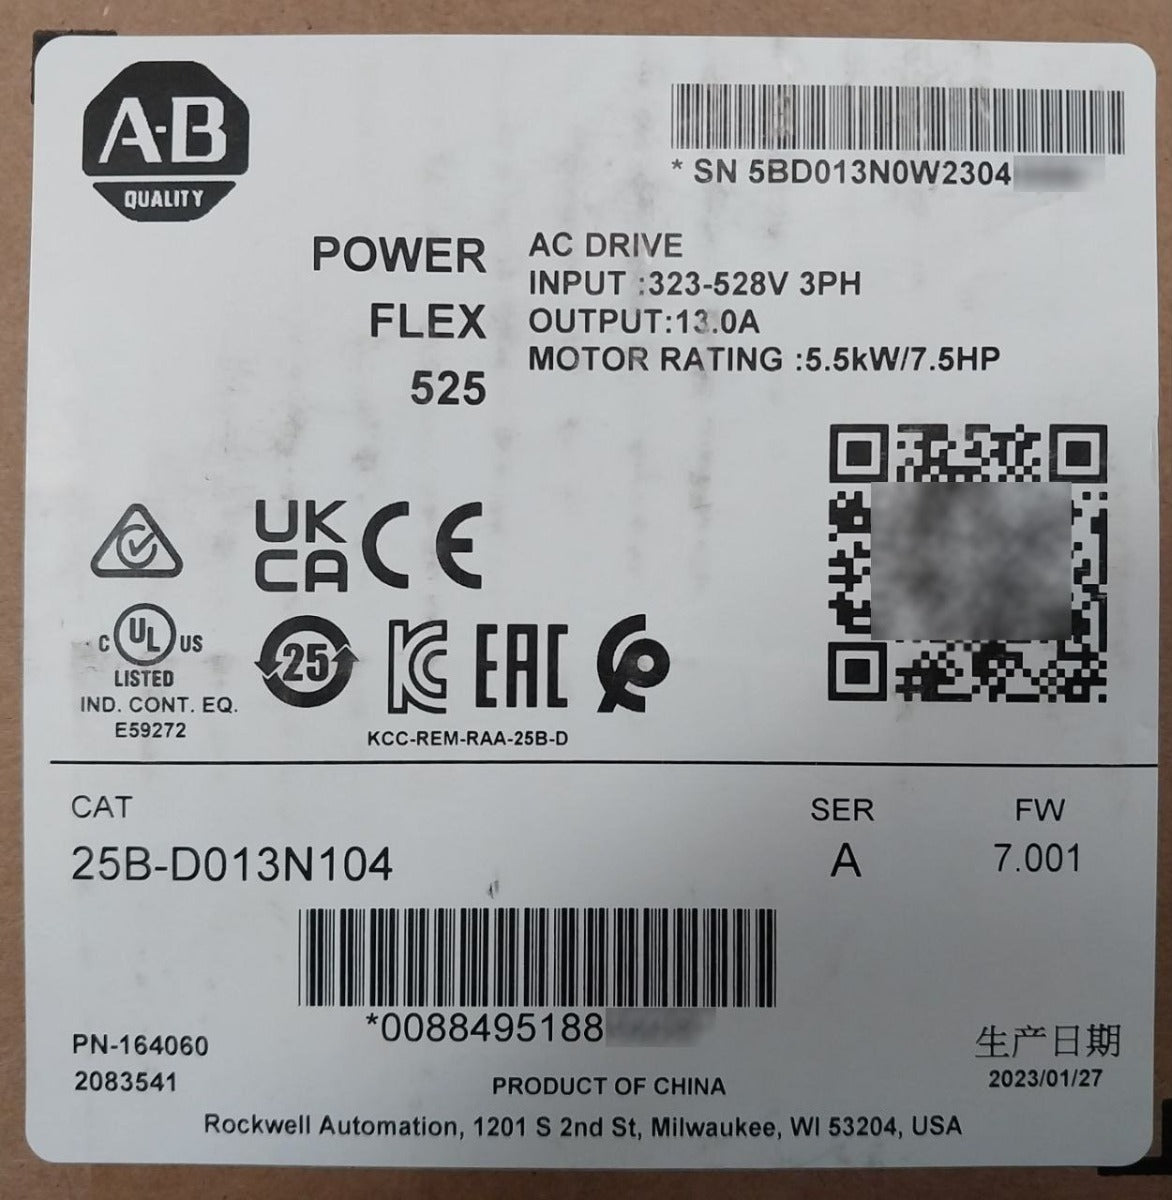 A-B
QUALITY
* SN 5BD013N0W2304
POWER
FLEX
525
AC DRIVE
INPUT :323-528V 3PH
OUTPUT:13.0A
MOTOR RATING :5.5kW/7.5HP
UK
CA
CE
C UL US
LISTED
IND. CONT. EQ.
E59272
25
KC
EAC
KCC-REM-RAA-25B-D
CAT
25B-D013N104
SER
A
FW
7.001
*0088495188
PN-164060
2083541
PRODUCT OF CHINA
生产日期
2023/01/27
Rockwell Automation, 1201 S 2nd St, Milwaukee, WI 53204, USA